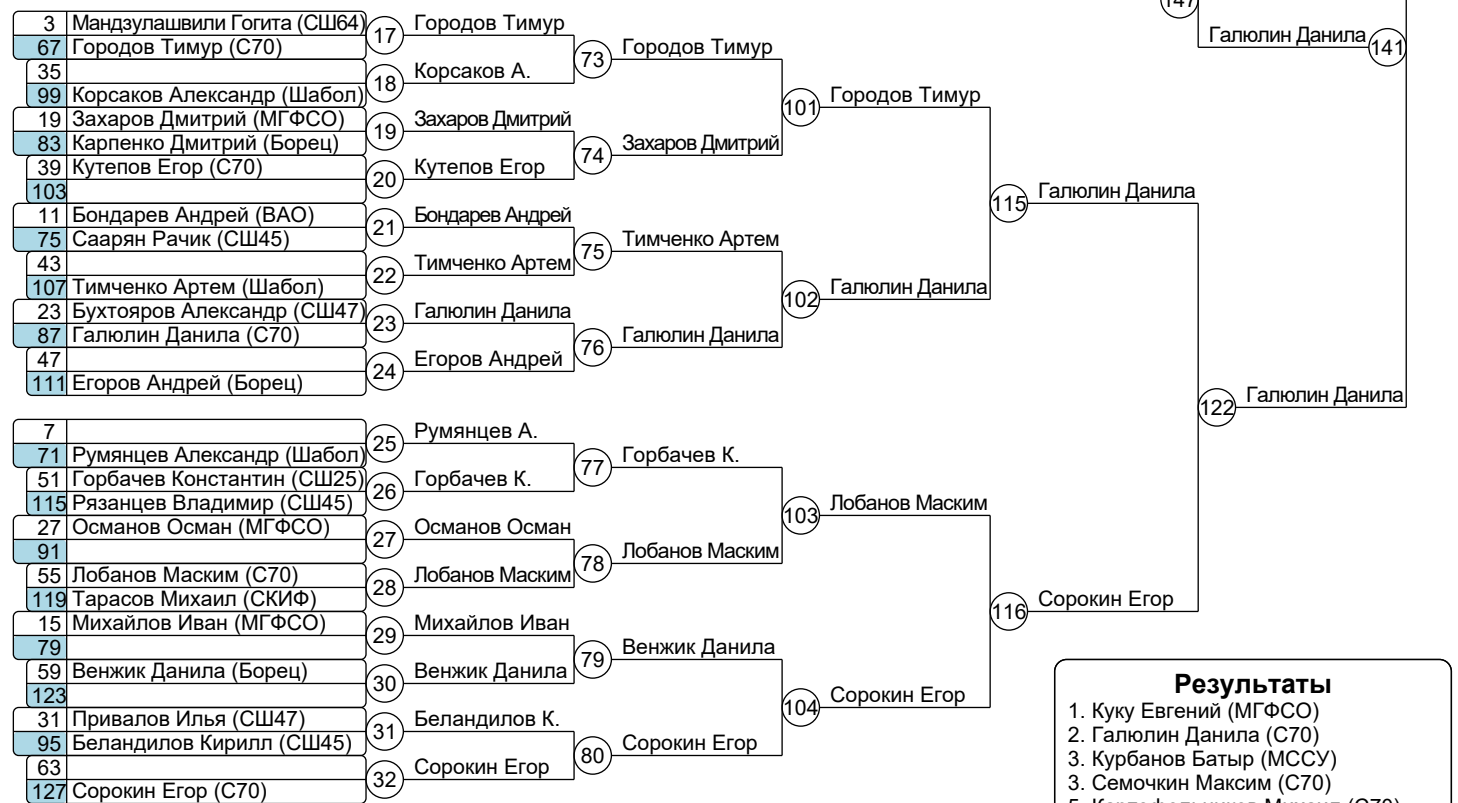 147
Галюлин Данила
141
3 Мандзулашвили Гогита (СШ64)
67 Городов Тимур (С70)
17
Городов Тимур
35
99 Корсаков Александр (Шабол)
18
Корсаков А.
73
Городов Тимур
19 Захаров Дмитрий (МГФСО)
83 Карпенко Дмитрий (Борец)
19
Захаров Дмитрий
39 Кутепов Егор (С70)
103
20
Кутепов Егор
74
Захаров Дмитрий
101
Городов Тимур
11 Бондарев Андрей (ВАО)
75 Саарян Рачик (СШ45)
21
Бондарев Андрей
43
107 Тимченко Артем (Шабол)
22
Тимченко Артем
75
Тимченко Артем
23 Бухтояров Александр (СШ47)
87 Галюлин Данила (С70)
23
Галюлин Данила
47
111 Егоров Андрей (Борец)
24
Егоров Андрей
76
Галюлин Данила
102
Галюлин Данила
115
Галюлин Данила
7
71 Румянцев Александр (Шабол)
25
Румянцев А.
51 Горбачев Константин (СШ25)
115 Рязанцев Владимир (СШ45)
26
Горбачев К.
77
Горбачев К.
27 Османов Осман (МГФСО)
91
27
Османов Осман
55 Лобанов Маским (С70)
119 Тарасов Михаил (СКИФ)
28
Лобанов Маским
78
Лобанов Маским
103
Лобанов Маским
15 Михайлов Иван (МГФСО)
79
29
Михайлов Иван
59 Венжик Данила (Борец)
123
30
Венжик Данила
79
Венжик Данила
31 Привалов Илья (СШ47)
95 Беландилов Кирилл (СШ45)
31
Беландилов К.
63
127 Сорокин Егор (С70)
32
Сорокин Егор
80
Сорокин Егор
104
Сорокин Егор
116
Сорокин Егор
122
Галюлин Данила
Результаты
1. Куку Евгений (МГФСО)
2. Галюлин Данила (С70)
3. Курбанов Батыр (МССУ)
3. Семочкин Максим (С70)